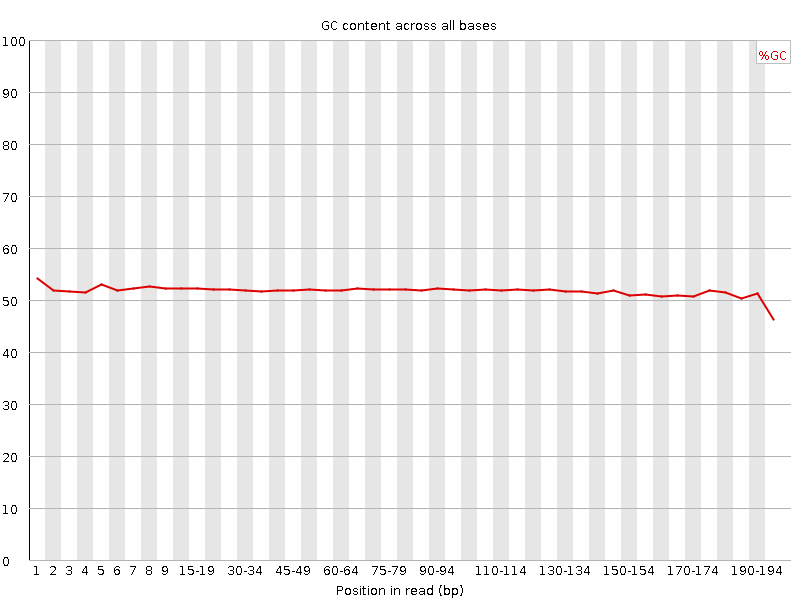 GC content across all bases
%GC
100
90
80
70
60
50
40
30
20
10
0
1 2 3 4 5 6 7 8 9 15-19 30-34 45-49 60-64 75-79 90-94 110-114 130-134 150-154 170-174 190-194
Position in read (bp)